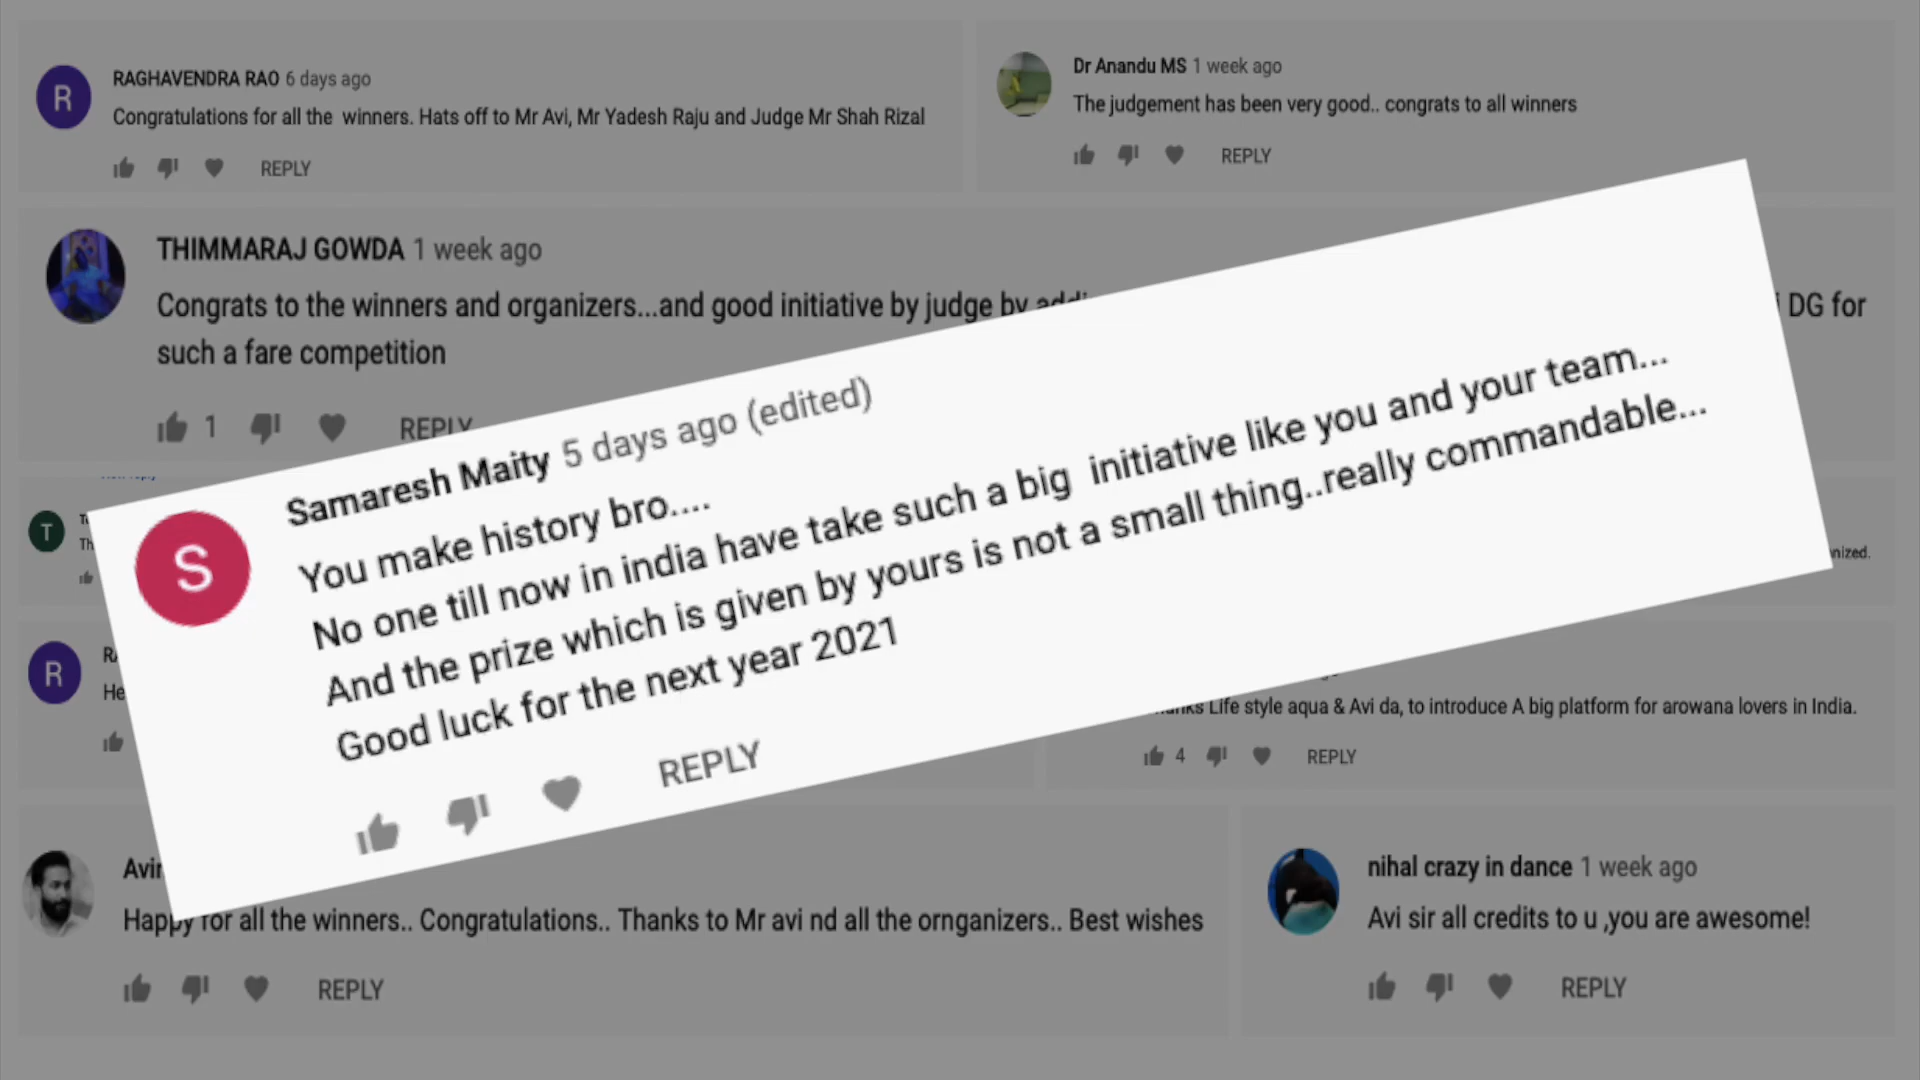 RAGHAVENDRA RAO 6 days ago
Congratulations for all the winners. Hats off to Mr Avi, Mr Yadesh Raju and Judge Mr Shah Rizal
REPLY
Dr Anandu MS 1 week ago
The judgement has been very good.. congrats to all winners
REPLY
THIMMARAJ GOWDA 1 week ago
Congrats to the winners and organizers...and good initiative by judge by DG for
such a fare competition
1 REPLY
S
Samaresh Maity 5 days ago (edited)
You make history bro....
No one till now in india have take such a big initiative like you and your team...
And the prize which is given by yours is not a small thing..really commandable...
Good luck for the next year 2021
REPLY
T
R
R
Life style aqua & Avi da, to introduce A big platform for arowana lovers in India.
4 REPLY
Happy for all the winners.. Congratulations.. Thanks to Mr avi nd all the ornganizers.. Best wishes
REPLY
nihal crazy in dance 1 week ago
Avi sir all credits to u ,you are awesome!
REPLY